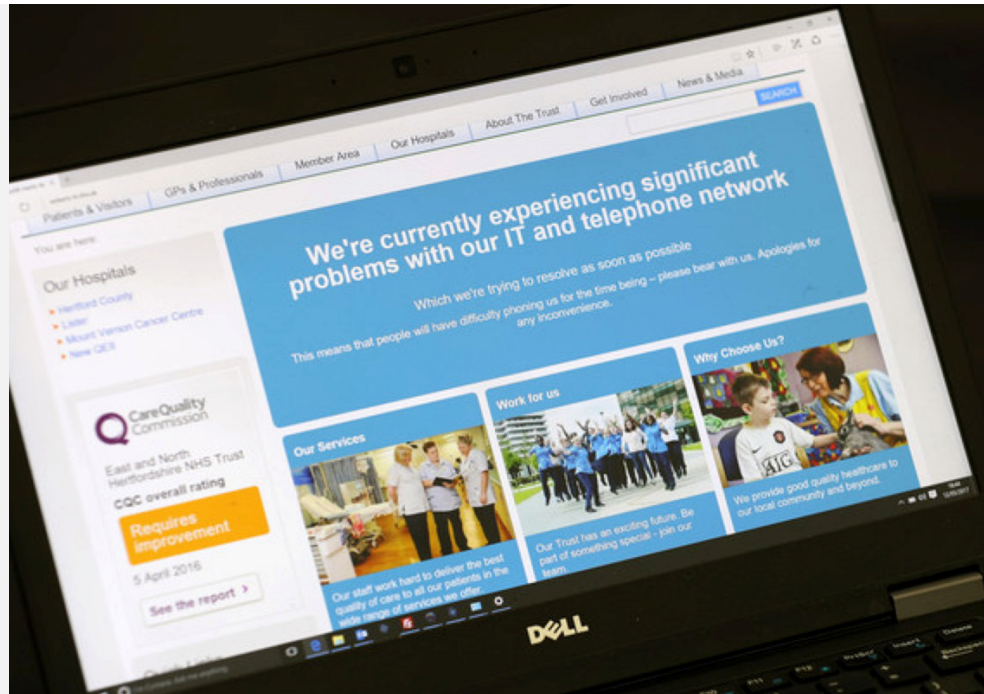 Patients & Visitors
GPs & Professionals
Member Area
Our Hospitals
About The Trust
Get Involved
News & Media
SEARCH
You are here:
Our Hospitals
Hertford County
Lister
Mount Vernon Cancer Centre
New QEII
CareQuality
Commission
East and North
Hertfordshire NHS Trust
CQC overall rating
Requires
improvement
5 April 2016
See the report
We're currently experiencing significant
problems with our IT and telephone network
Which we're trying to resolve as soon as possible
This means that people will have difficulty phoning us for the time being – please bear with us. Apologies for
any inconvenience.
Our Services
Our staff work hard to deliver the best
quality of care to all our patients in the
wide range of services we offer.
Work for us
Our Trust has an exciting future. Be
part of something special - join our
team.
Why Choose Us?
AIG
We provide good quality healthcare to
our local community and beyond.
DELL
F11
F12
PrtScr
Insert
Delete
Backspace